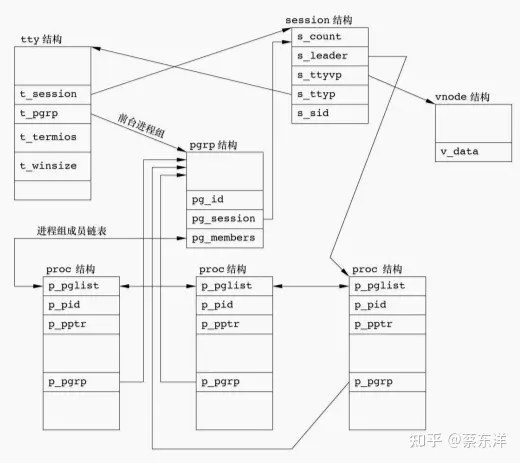 session 结构
s_count
s_leader
s_ttyvp
s_ttyp
s_sid
tty 结构
t_session
t_pgrp
t_termios
t_winsize
前台进程组
vnode 结构
v_data
pgrp 结构
pg_id
pg_session
pg_members
进程组成员链表
proc 结构
p_pglist
p_pid
p_pptr
p_pgrp
proc 结构
p_pglist
p_pid
p_pptr
p_pgrp
proc 结构
p_pglist
p_pid
p_pptr
p_pgrp
知乎 @蔡东洋